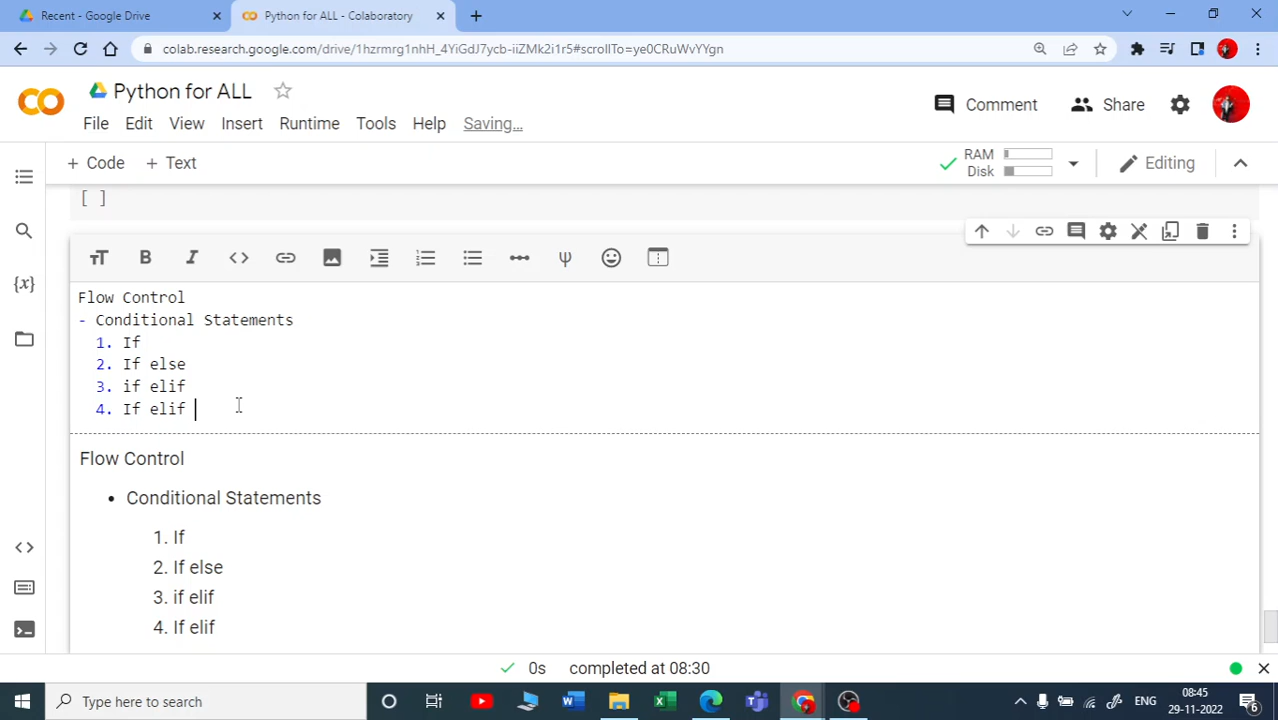 Recent - Google Drive
Python for ALL - Colaboratory
colab.research.google.com/drive/1hzrmrg1nhH_4YiGdJ7ycb-iiZMk2i1r5#scrollTo=ye0CRuWvYYgn
Python for ALL
Comment
Share
File Edit View Insert Runtime Tools Help Saving...
+ Code + Text
RAM
Disk
Editing
[ ]
Flow Control
- Conditional Statements
1. If
2. If else
3. if elif
4. If elif
Flow Control
• Conditional Statements
1. If
2. If else
3. if elif
4. If elif
0s completed at 08:30
Type here to search
ENG
08:45
29-11-2022
6